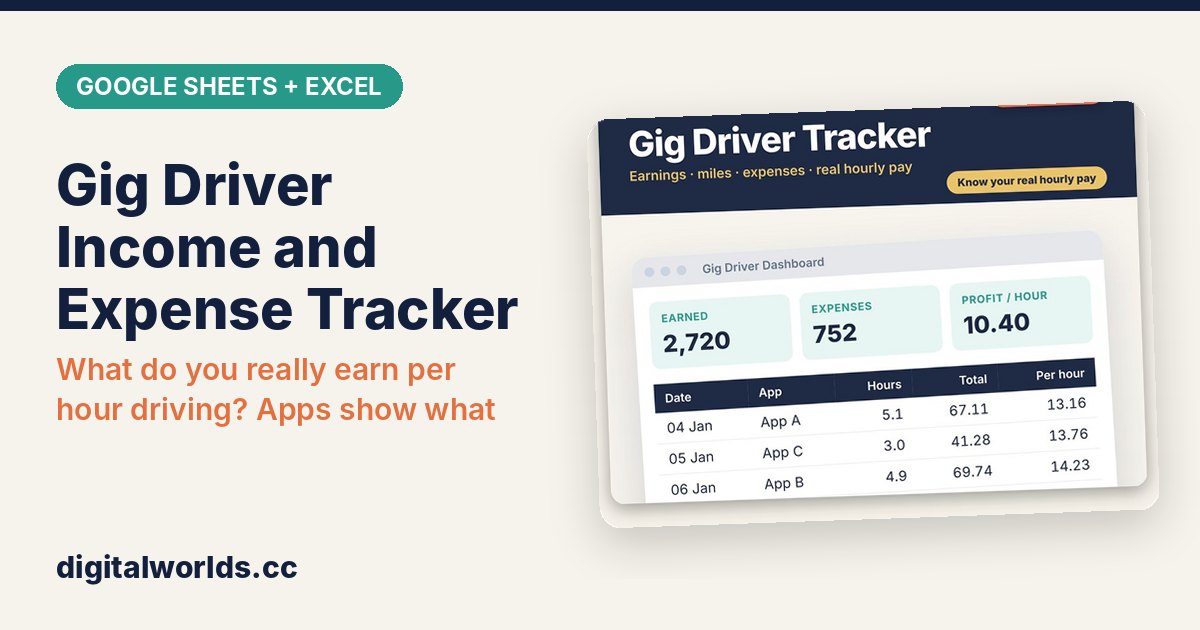 GOOGLE SHEETS + EXCEL
Gig Driver
Income and
Expense Tracker
What do you really earn per
hour driving? Apps show what
digitalworlds.cc
Gig Driver Tracker
Earnings · miles · expenses · real hourly pay
Know your real hourly pay
Gig Driver Dashboard
EARNED
2,720
EXPENSES
752
PROFIT / HOUR
10.40
Date App Hours Total Per hour
04 Jan App A 5.1 67.11 13.16
05 Jan App C 3.0 41.28 13.76
06 Jan App B 4.9 69.74 14.23